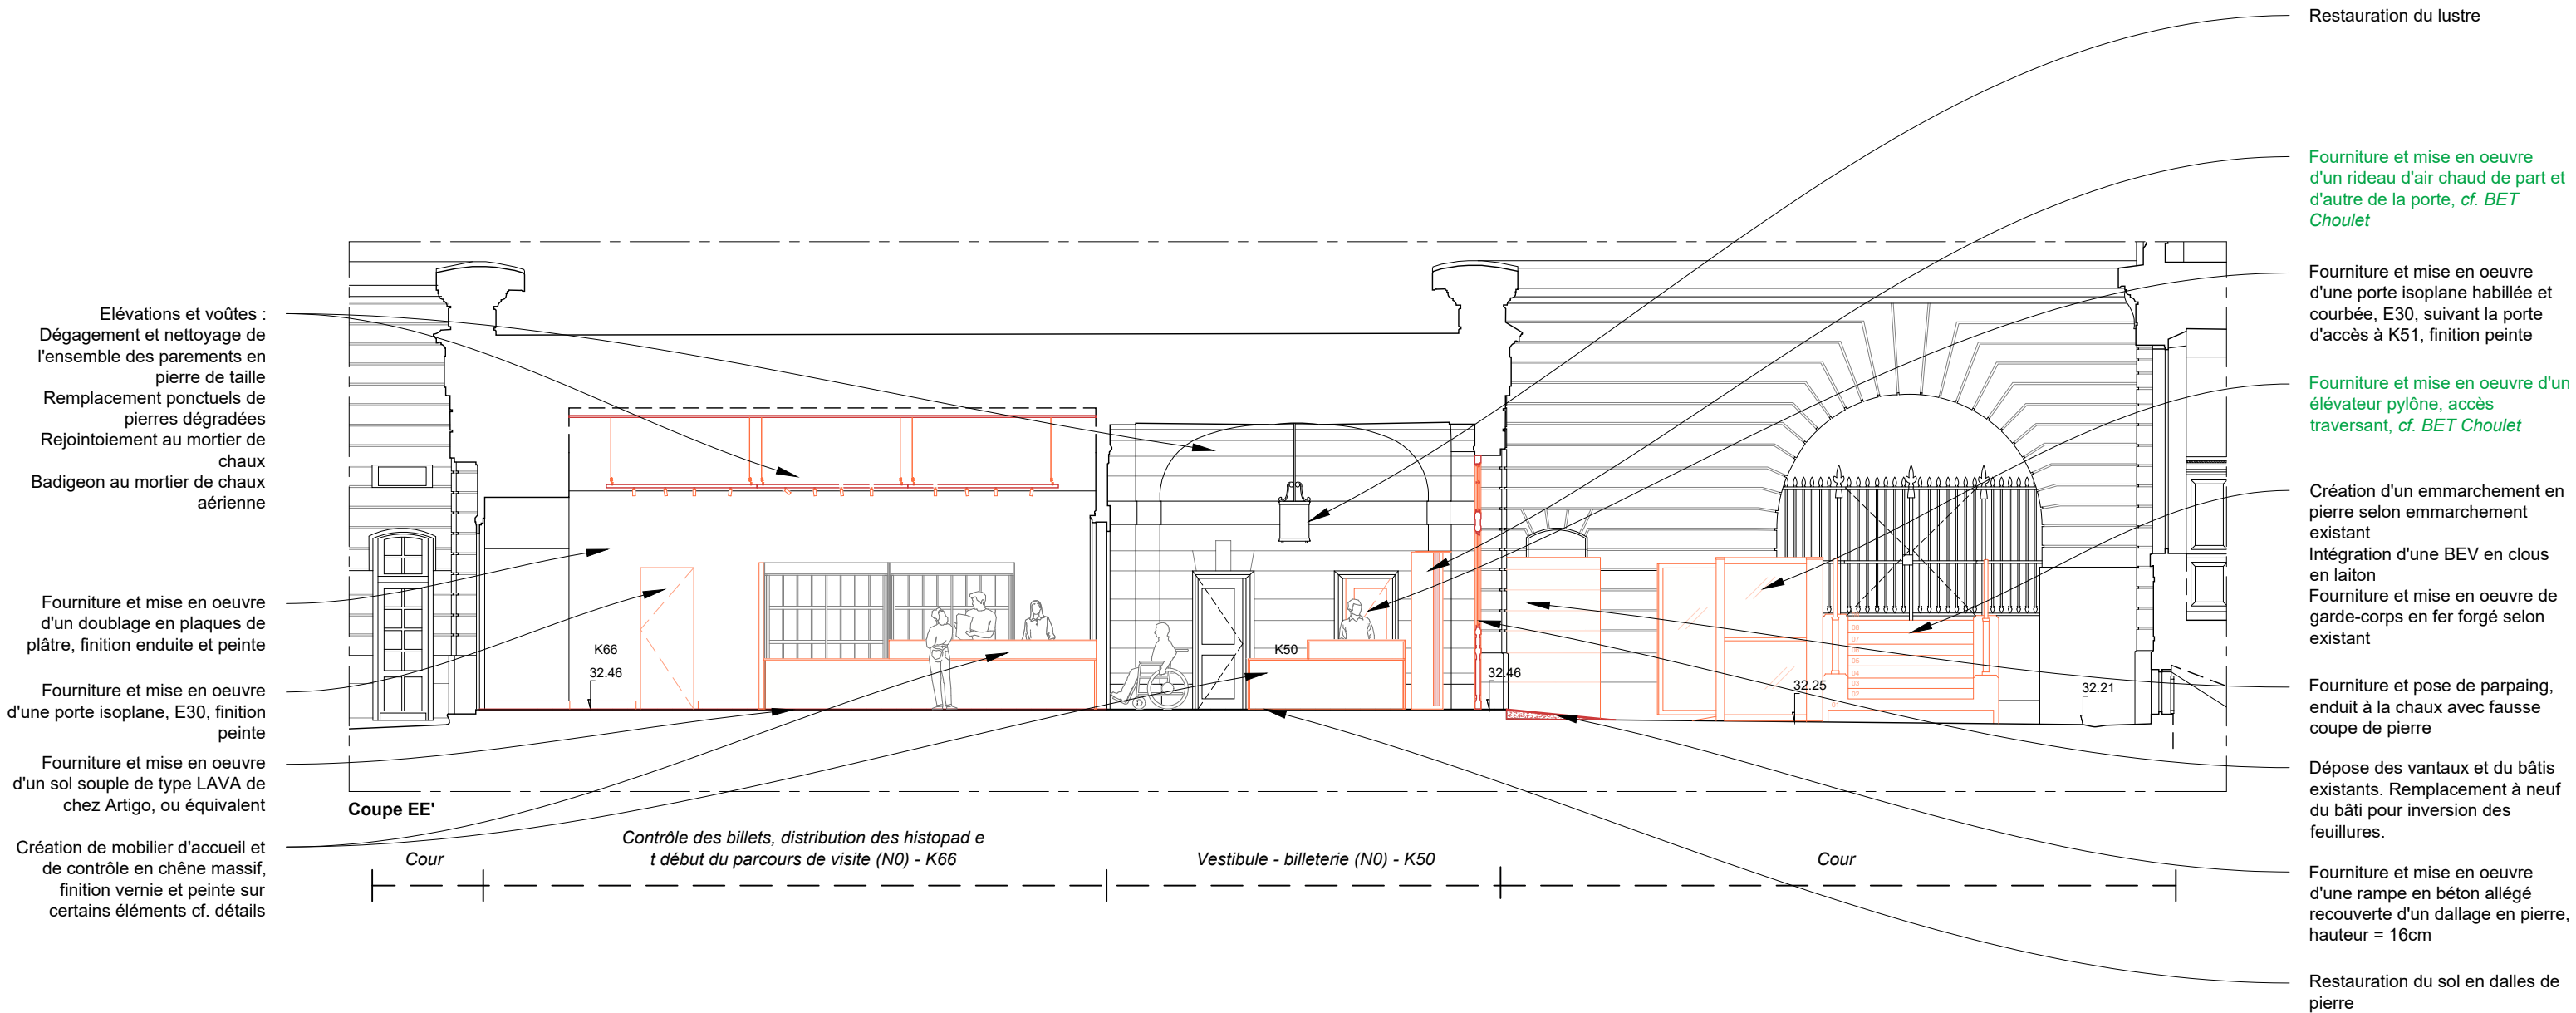 Restauration du lustre
Fourniture et mise en oeuvre
d'un rideau d'air chaud de part et
d'autre de la porte, cf. BET
Choulet
Fourniture et mise en oeuvre
d'une porte isoplane habillée et
courbée, E30, suivant la porte
d'accès à K51, finition peinte
Fourniture et mise en oeuvre d'un
élévateur pylône, accès
traversant, cf. BET Choulet
Création d'un emmarchement en
pierre selon emmarchement
existant
Intégration d'une BEV en clous
en laiton
Fourniture et mise en oeuvre de
garde-corps en fer forgé selon
existant
Fourniture et pose de parpaing,
enduit à la chaux avec fausse
coupe de pierre
Dépose des vantaux et du bâtis
existants. Remplacement à neuf
du bâti pour inversion des
feuillures.
Fourniture et mise en oeuvre
d'une rampe en béton allégé
recouverte d'un dallage en pierre,
hauteur = 16cm
Restauration du sol en dalles de
pierre
Elévations et voûtes :
Dégagement et nettoyage de
l'ensemble des parements en
pierre de taille
Remplacement ponctuels de
pierres dégradées
Rejointoiement au mortier de
chaux
Badigeon au mortier de chaux
aérienne
Fourniture et mise en oeuvre
d'un doublage en plaques de
plâtre, finition enduite et peinte
Fourniture et mise en oeuvre
d'une porte isoplane, E30, finition
peinte
Fourniture et mise en oeuvre
d'un sol souple de type LAVA de
chez Artigo, ou équivalent
Création de mobilier d'accueil et
de contrôle en chêne massif,
finition vernie et peinte sur
certains éléments cf. détails
K66
32.46
K50
32.46
32.25
32.21
08
07
06
05
04
03
02
01
Coupe EE'
Cour
Contrôle des billets, distribution des histopad e
t début du parcours de visite (N0) - K66
Vestibule - billeterie (N0) - K50
Cour